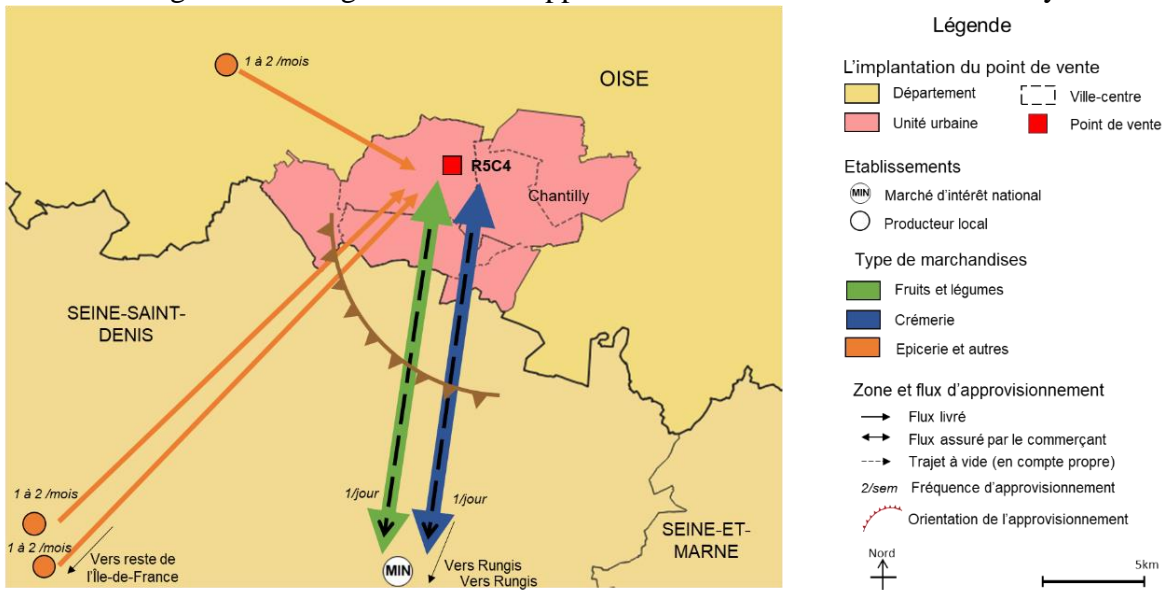 1 à 2 /mois
OISE
R5C4
Chantilly
SEINE-SAINT-
DENIS
1 à 2 /mois
1 à 2 /mois
Vers reste de
l'Île-de-France
1/jour
1/jour
MIN
Vers Rungis
Vers Rungis
SEINE-ET-
MARNE
Légende
L'implantation du point de vente
Département
Ville-centre
Unité urbaine
Point de vente
Etablissements
MIN
Marché d'intérêt national
Producteur local
Type de marchandises
Fruits et légumes
Crémerie
Epicerie et autres
Zone et flux d'approvisionnement
Flux livré
Flux assuré par le commerçant
Trajet à vide (en compte propre)
2/sem
Fréquence d'approvisionnement
Orientation de l'approvisionnement
Nord
5km